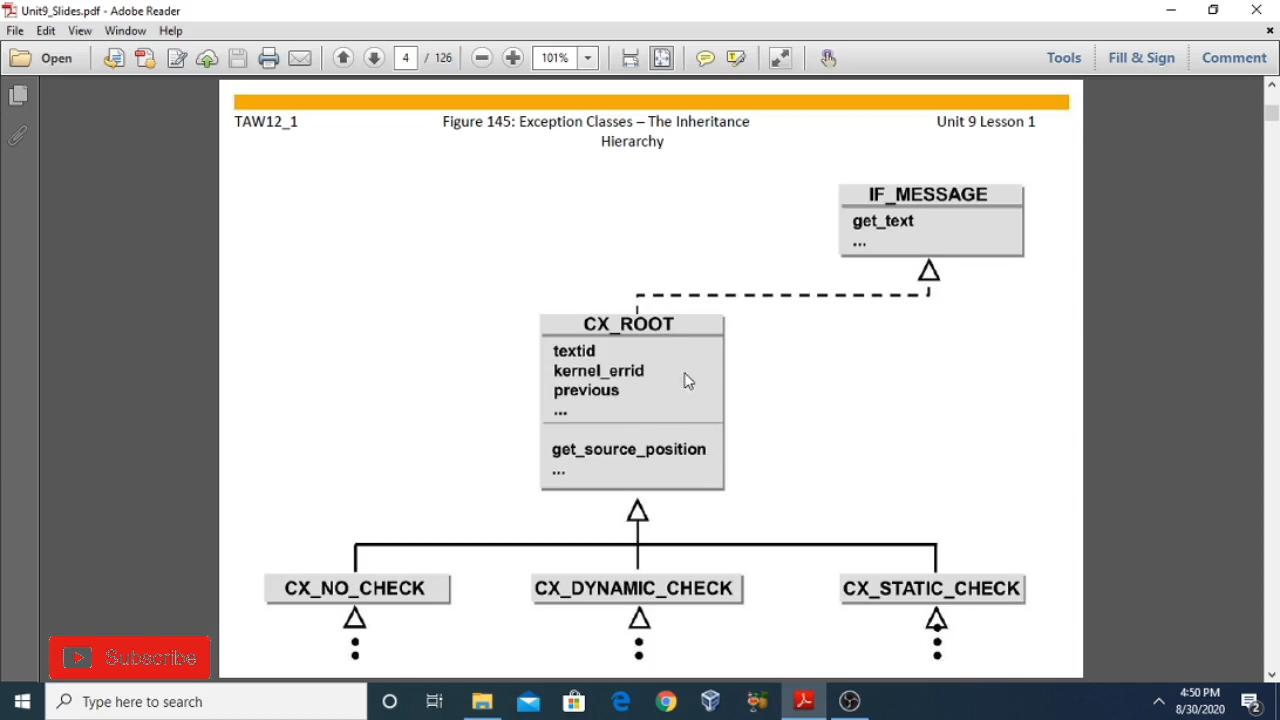 Unit9_Slides.pdf - Adobe Reader
File Edit View Window Help
Open 4 / 126 101% Tools Fill & Sign Comment
TAW12_1 Figure 145: Exception Classes – The Inheritance Unit 9 Lesson 1
Hierarchy
IF_MESSAGE
get_text
...
CX_ROOT
textid
kernel_errid
previous
...
get_source_position
...
CX_NO_CHECK CX_DYNAMIC_CHECK CX_STATIC_CHECK
Subscribe
Type here to search
4:50 PM
8/30/2020
2